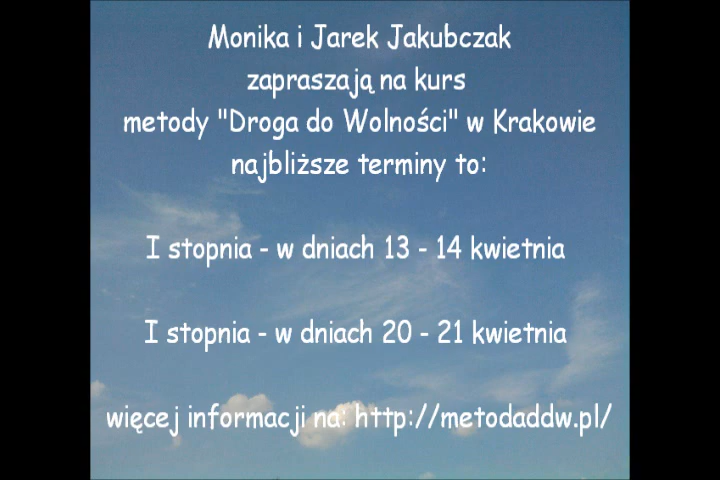 Monika i Jarek Jakubczak
zapraszają na kurs
metody "Droga do Wolności" w Krakowie
najbliższe terminy to:
I stopnia - w dniach 13 - 14 kwietnia
I stopnia - w dniach 20 - 21 kwietnia
więcej informacji na: http://metodaddw.pl/